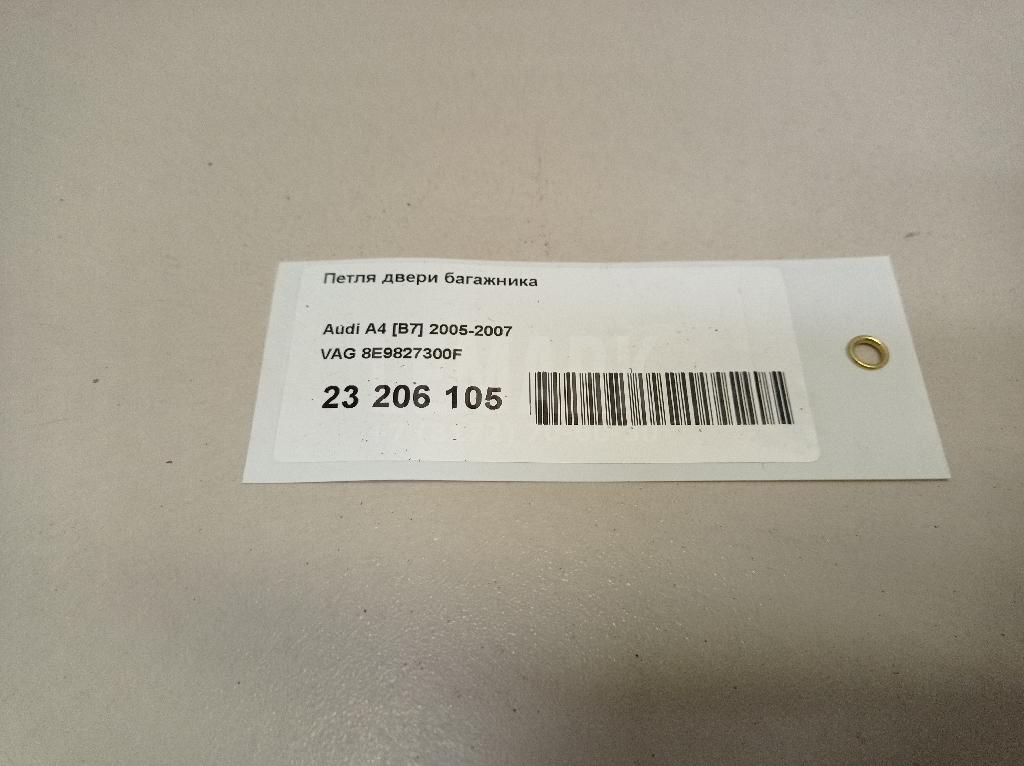 Петля двери багажника
Audi A4 [B7] 2005-2007
VAG 8E9827300F
23 206 105